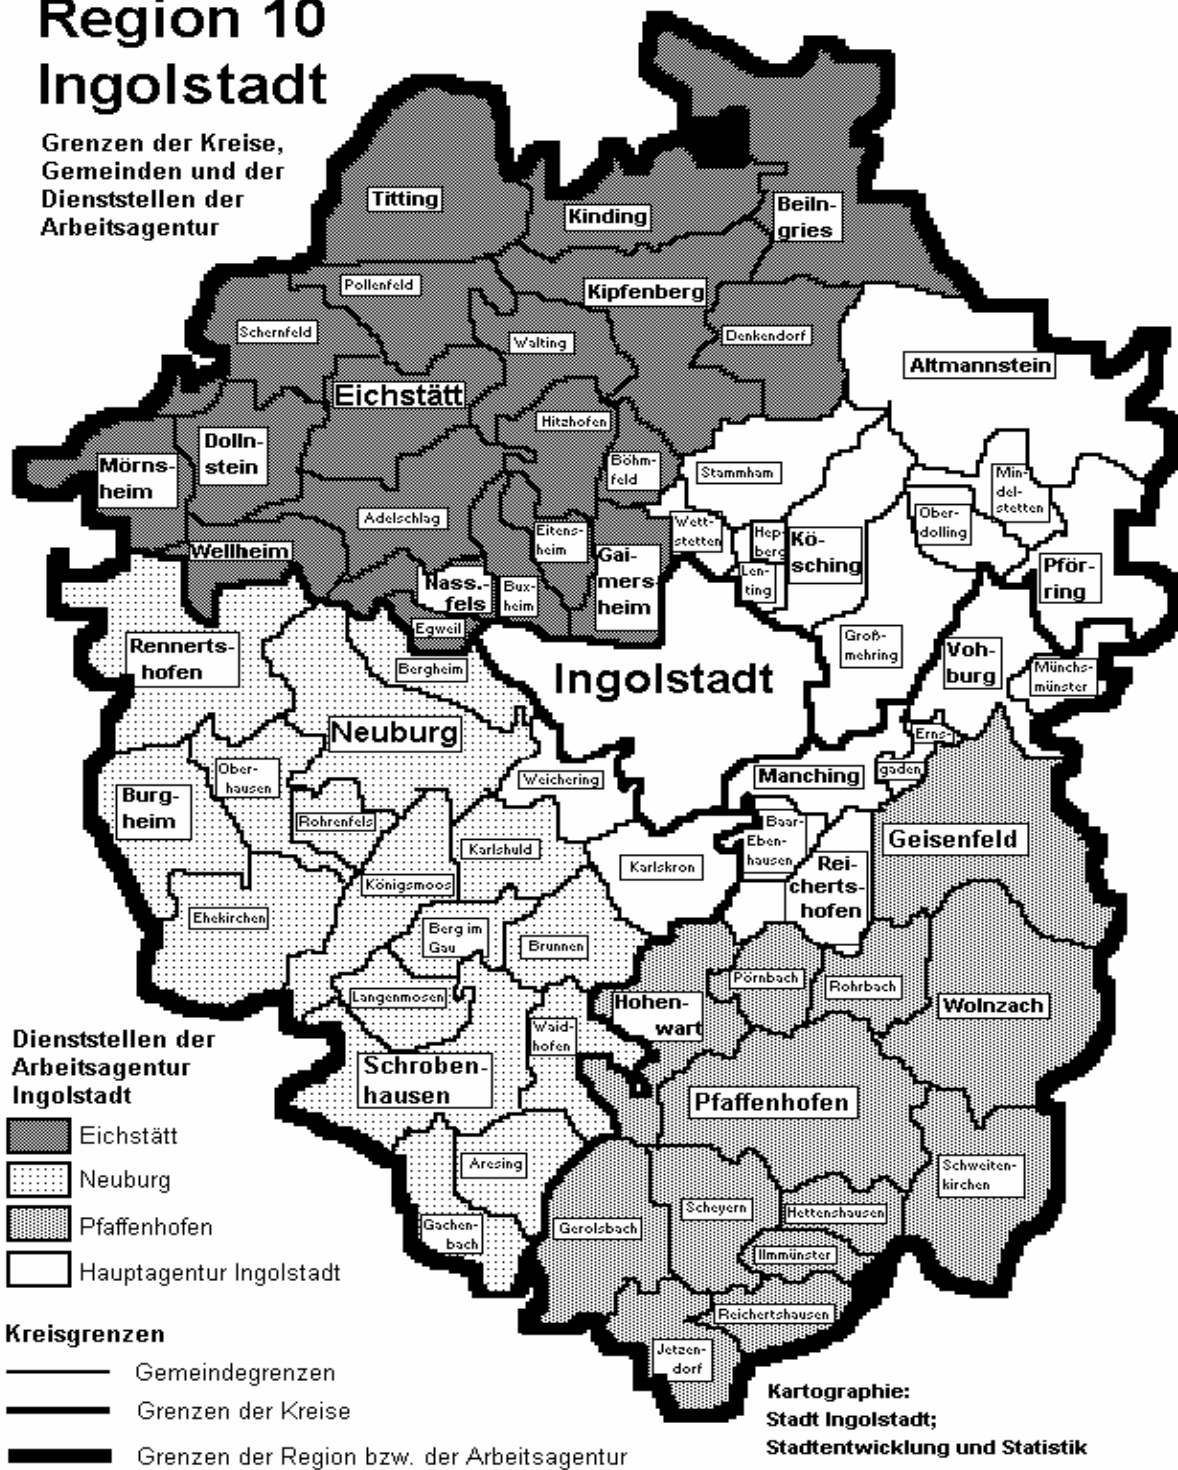 Region 10
Ingolstadt
Grenzen der Kreise,
Gemeinden und der
Dienststellen der
Arbeitsagentur
Titting
Kinding
Beiln-
gries
Pollenfeld
Kipfenberg
Schernfeld
Walting
Denkendorf
Altmannstein
Eichstätt
Hitzhofen
Dolln-
stein
Mörns-
heim
Böhm-
feld
Stammham
Min-
del-
stetten
Adelschlag
Eitens-
heim
Wett-
stetten
Hep-
berg
Kö-
sching
Ober-
dolling
Wellheim
Gai-
mers-
heim
Len-
ting
Pför-
ring
Nass.-
fels
Bux-
heim
Egweil
Rennerts-
hofen
Bergheim
Ingolstadt
Groß-
mehring
Voh-
burg
Münchs-
münster
Neuburg
Erns-
gaden
Ober-
hausen
Weichering
Manching
Burg-
heim
Rohrenfels
Karlshuld
Baar-
Eben-
hausen
Geisenfeld
Karlskron
Rei-
cherts-
hofen
Königsmoos
Ehekirchen
Berg im
Gau
Brunnen
Pörnbach
Rohrbach
Langenmosen
Hohen-
wart
Wolnzach
Waid-
hofen
Schroben-
hausen
Pfaffenhofen
Aresing
Schweiten-
kirchen
Gachen-
bach
Gerolsbach
Scheyern
Hettenshausen
Ilmmünster
Reichertshausen
Jetzen-
dorf
Dienststellen der
Arbeitsagentur
Ingolstadt
Eichstätt
Neuburg
Pfaffenhofen
Hauptagentur Ingolstadt
Kreisgrenzen
Gemeindegrenzen
Grenzen der Kreise
Grenzen der Region bzw. der Arbeitsagentur
Kartographie:
Stadt Ingolstadt;
Stadtentwicklung und Statistik